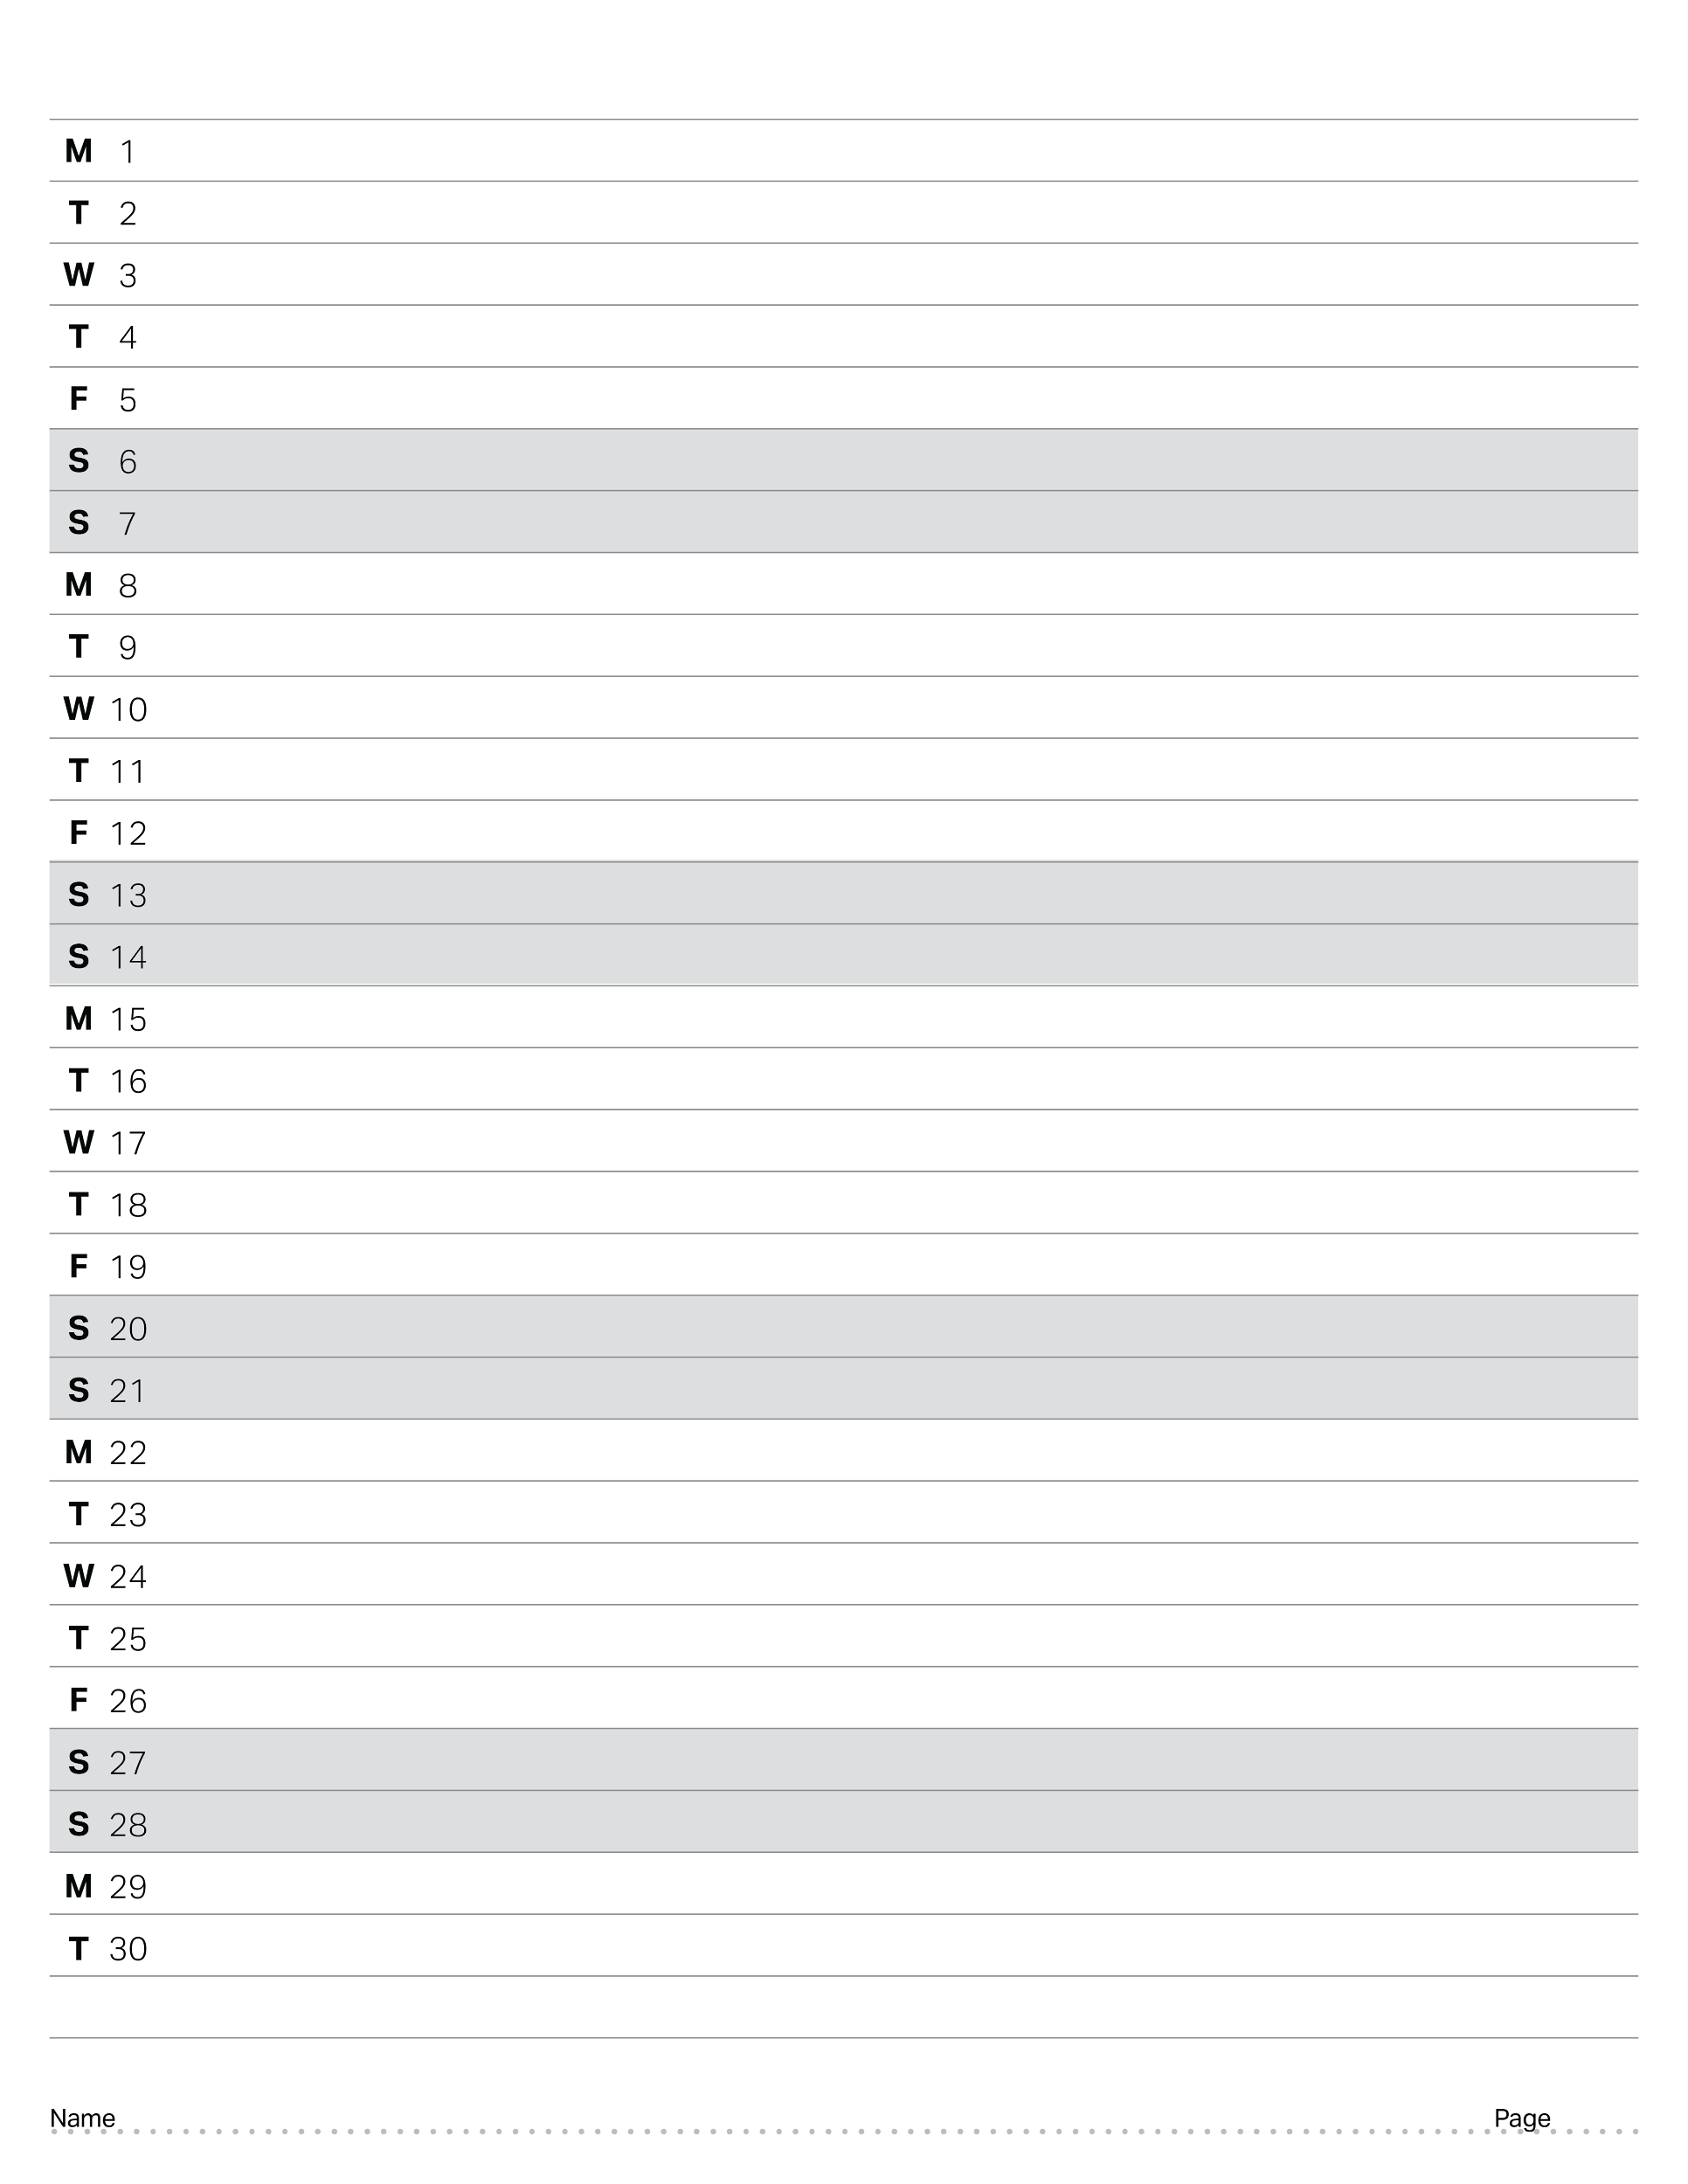 M 1
T 2
W 3
T 4
F 5
S 6
S 7
M 8
T 9
W 10
T 11
F 12
S 13
S 14
M 15
T 16
W 17
T 18
F 19
S 20
S 21
M 22
T 23
W 24
T 25
F 26
S 27
S 28
M 29
T 30
Name Page